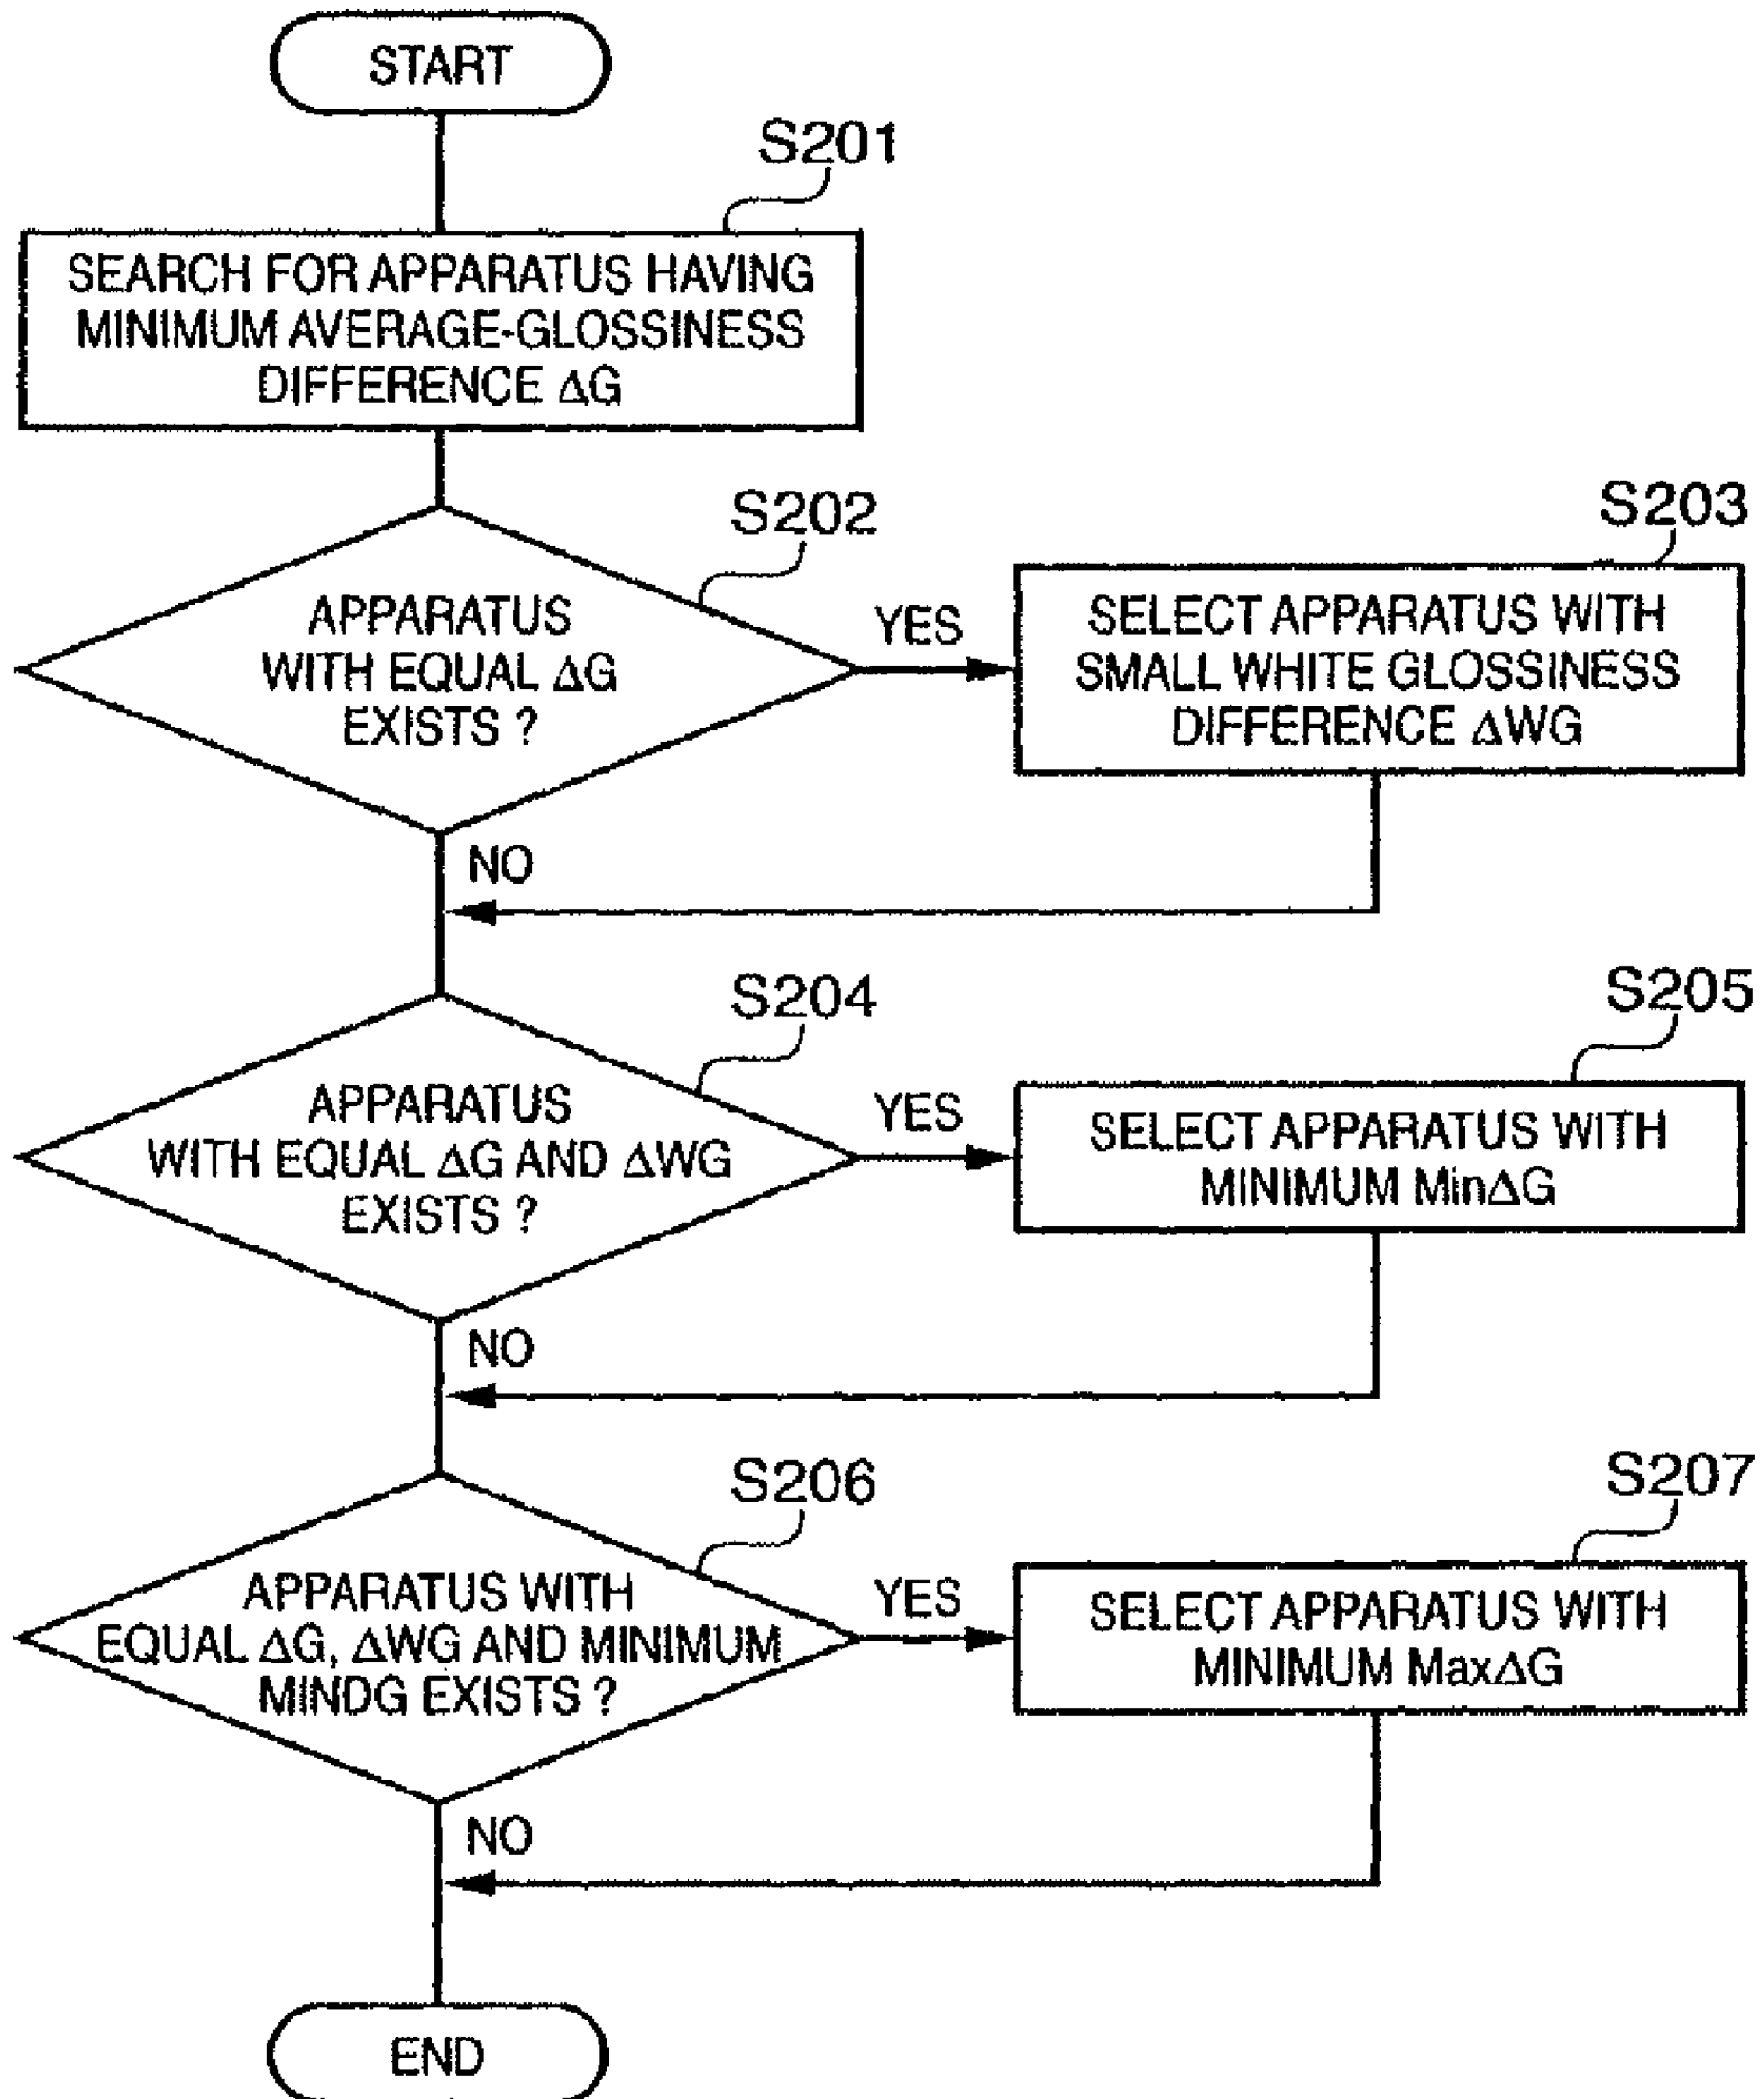 START
S201
SEARCH FOR APPARATUS HAVING
MINIMUM AVERAGE-GLOSSINESS
DIFFERENCE ΔG
S202
APPARATUS
WITH EQUAL ΔG
EXISTS ?
YES
S203
SELECT APPARATUS WITH
SMALL WHITE GLOSSINESS
DIFFERENCE ΔWG
NO
S204
APPARATUS
WITH EQUAL ΔG AND ΔWG
EXISTS ?
YES
S205
SELECT APPARATUS WITH
MINIMUM MinΔG
NO
S206
APPARATUS WITH
EQUAL ΔG, ΔWG AND MINIMUM
MINDG EXISTS ?
YES
S207
SELECT APPARATUS WITH
MINIMUM MaxΔG
NO
END